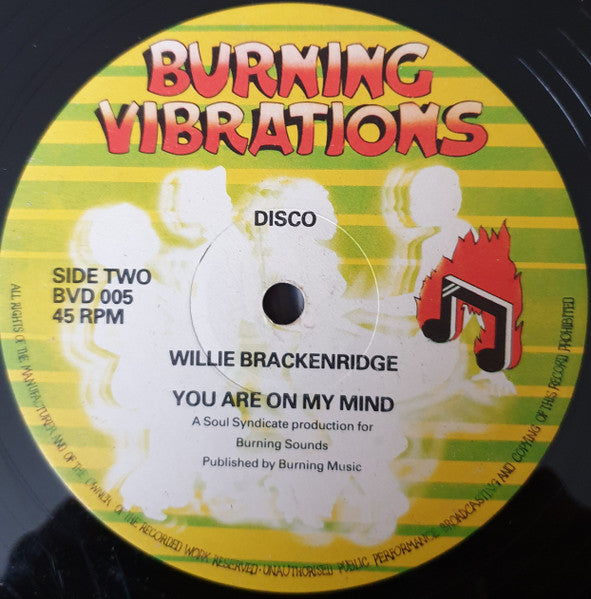 BURNING
VIBRATIONS
DISCO
SIDE TWO
BVD 005
45 RPM
WILLIE BRACKENRIDGE
YOU ARE ON MY MIND
A Soul Syndicate production for
Burning Sounds
Published by Burning Music
ALL RIGHTS OF THE MANUFACTURER AND OF THE OWNER OF THE RECORDED WORK RESERVED · UNAUTHORISED PUBLIC PERFORMANCE BROADCASTING AND COPYING OF THIS RECORD PROHIBITED